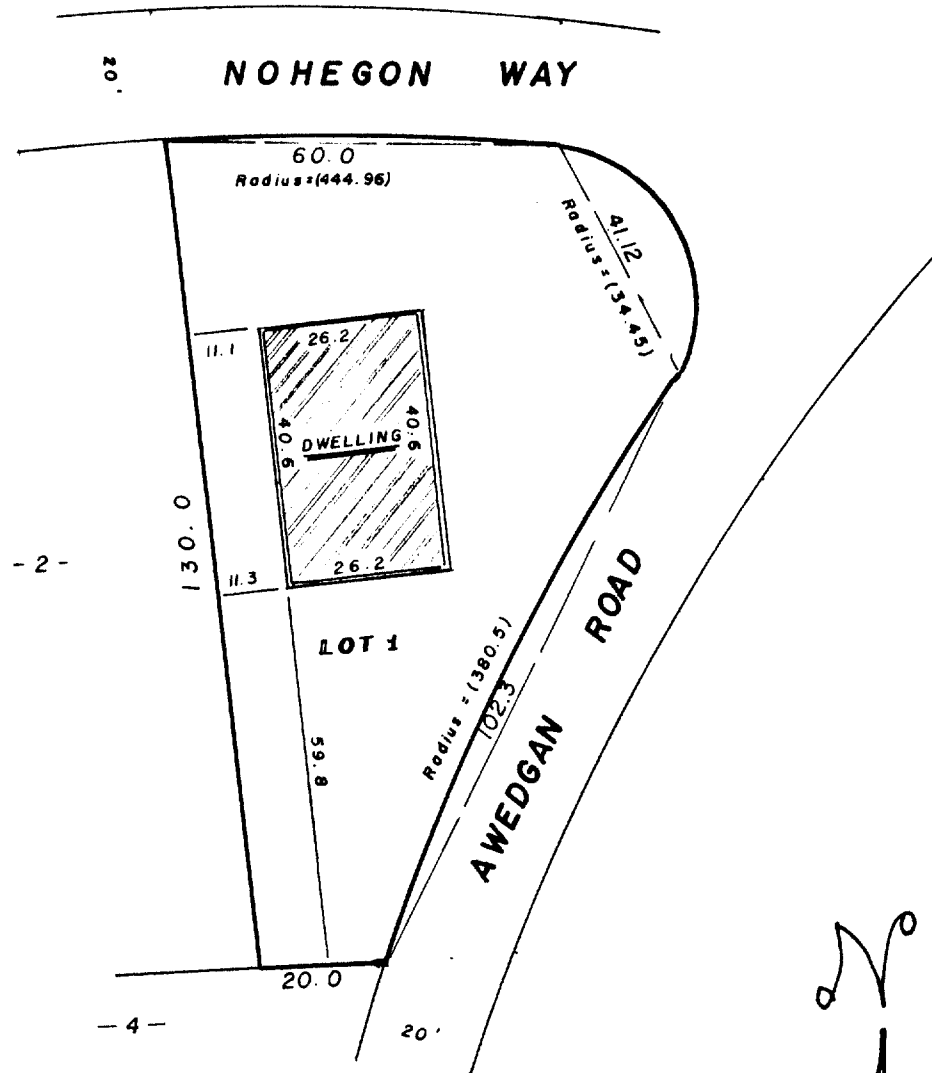 20'
NOHEGON WAY
60.0
Radius=(444.96)
41.12
Radius=(34.45)
11.1
26.2
40.6
DWELLING
40.6
130.0
- 2 -
11.3
26.2
LOT 1
ROAD
Radius = (380.5)
102.3
59.8
AWEDGAN
20.0
- 4 -
20'